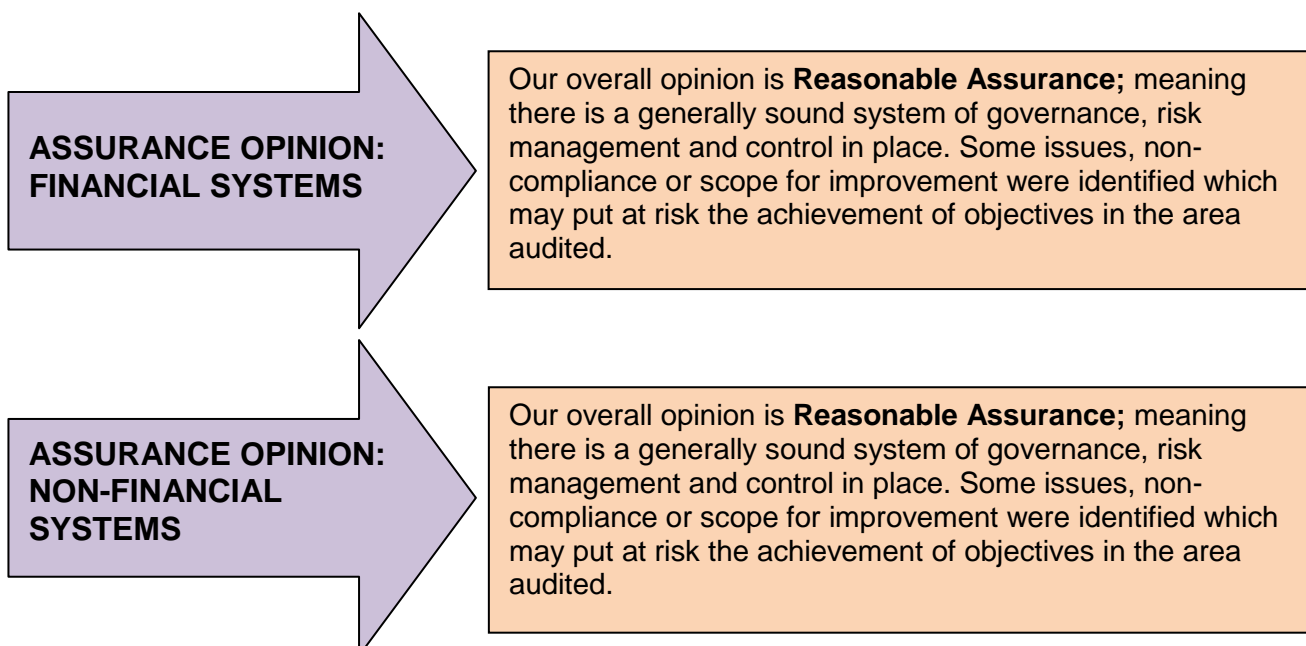 ASSURANCE OPINION:
FINANCIAL SYSTEMS
Our overall opinion is Reasonable Assurance; meaning
there is a generally sound system of governance, risk
management and control in place. Some issues, non-
compliance or scope for improvement were identified which
may put at risk the achievement of objectives in the area
audited.
ASSURANCE OPINION:
NON-FINANCIAL
SYSTEMS
Our overall opinion is Reasonable Assurance; meaning
there is a generally sound system of governance, risk
management and control in place. Some issues, non-
compliance or scope for improvement were identified which
may put at risk the achievement of objectives in the area
audited.